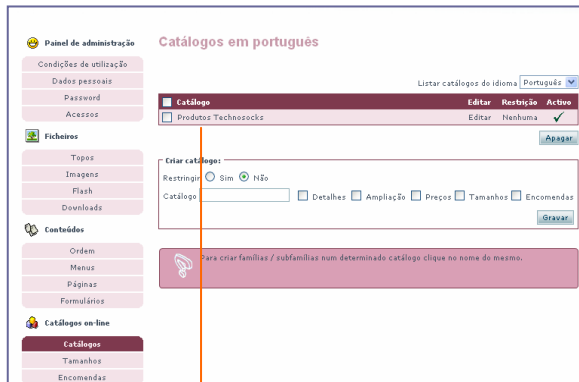 Painel de administração
Condições de utilização
Dados pessoais
Password
Acessos
Ficheiros
Topos
Imagens
Flash
Downloads
Conteúdos
Ordem
Menus
Páginas
Formulários
Catálogos on-line
Catálogos
Tamanhos
Encomendas
Catálogos em português
Listar catálogos do idioma Português
Catálogo Editar Restrição Activo
Produtos Technosocks Editar Nenhuma
Apagar
Criar catálogo:
Restringir Sim Não
Catálogo Detalhes Ampliação Preços Tamanhos Encomendas
Gravar
Para criar famílias / subfamílias num determinado catálogo clique no nome do mesmo.